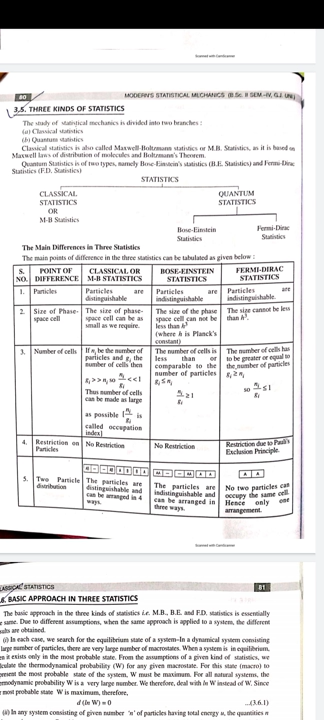 Scanned with CamScanner
80
MODERN'S STATISTICAL MECHANICS (B.Sc. II SEM.-IV, G.J. UNI.)
3.5. THREE KINDS OF STATISTICS
The study of statistical mechanics is divided into two branches :
(a) Classical statistics
(b) Quantum statistics
Classical statistics is also called Maxwell-Boltzmann statistics or M.B. Statistics, as it is based on
Maxwell laws of distribution of molecules and Boltzmann's Theorem.
Quantum Statistics is of two types, namely Bose-Einstein's statistics (B.E. Statistics) and Fermi-Dirac
Statistics (F.D. Statistics)
STATISTICS
CLASSICAL QUANTUM
STATISTICS STATISTICS
OR
M-B Statistics
Bose-Einstein Fermi-Dirac
Statistics Statistics
The Main Differences in Three Statistics
The main points of difference in the three statistics can be tabulated as given below :
S. NO. POINT OF DIFFERENCE CLASSICAL OR M-B STATISTICS BOSE-EINSTEIN STATISTICS FERMI-DIRAC STATISTICS
1. Particles Particles are distinguishable Particles are indistinguishable Particles are indistinguishable.
2. Size of Phase-space cell The size of phase-space cell can be as small as we require. The size of the phase space cell can not be less than h³ (where h is Planck's constant) The size cannot be less than h³.
3. Number of cells If nᵢ be the number of particles and gᵢ the number of cells then gᵢ >> nᵢ so nᵢ/gᵢ << 1 Thus number of cells can be made as large as possible [nᵢ/gᵢ is called occupation index] The number of cells is less than or comparable to the number of particles gᵢ ≤ nᵢ nᵢ/gᵢ ≥ 1 The number of cells has to be greater or equal to the number of particles gᵢ ≥ nᵢ so nᵢ/gᵢ ≤ 1
4. Restriction on Particles No Restriction No Restriction Restriction due to Pauli's Exclusion Principle.
5. Two Particle distribution The particles are distinguishable and can be arranged in 4 ways. AA - - AA A A The particles are indistinguishable and can be arranged in three ways. A A No two particles can occupy the same cell. Hence only one arrangement.
Scanned with CamScanner
CLASSICAL STATISTICS
81
BASIC APPROACH IN THREE STATISTICS
The basic approach in the three kinds of statistics i.e. M.B., B.E. and F.D. statistics is essentially
same. Due to different assumptions, when the same approach is applied to a system, the different
are obtained.
(i) In each case, we search for the equilibrium state of a system–In a dynamical system consisting
large number of particles, there are very large number of macrostates. When a system is in equilibrium,
it exists only in the most probable state. From the assumptions of a given kind of statistics, we
the thermodynamical probability (W) for any given macrostate. For this state (macro) to
the most probable state of the system, W must be maximum. For all natural systems, the
probability W is a very large number. We therefore, deal with ln W instead of W. Since
most probable state W is maximum, therefore,
d (ln W) = 0 ...(3.6.1)
(ii) In any system consisting of given number 'n' of particles having total energy u, the quantities n